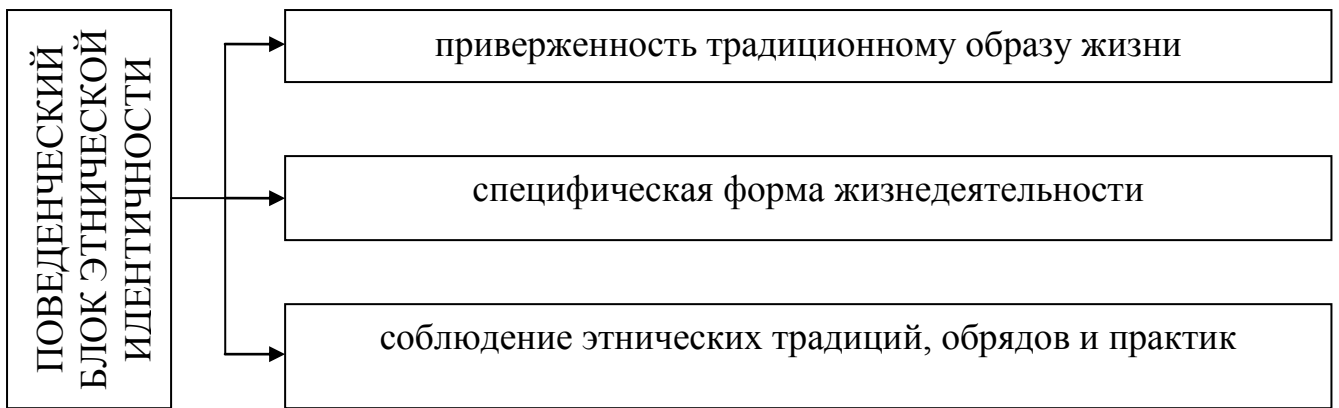 ПОВЕДЕНЧЕСКИЙ
БЛОК ЭТНИЧЕСКОЙ
ИДЕНТИЧНОСТИ
приверженность традиционному образу жизни
специфическая форма жизнедеятельности
соблюдение этнических традиций, обрядов и практик